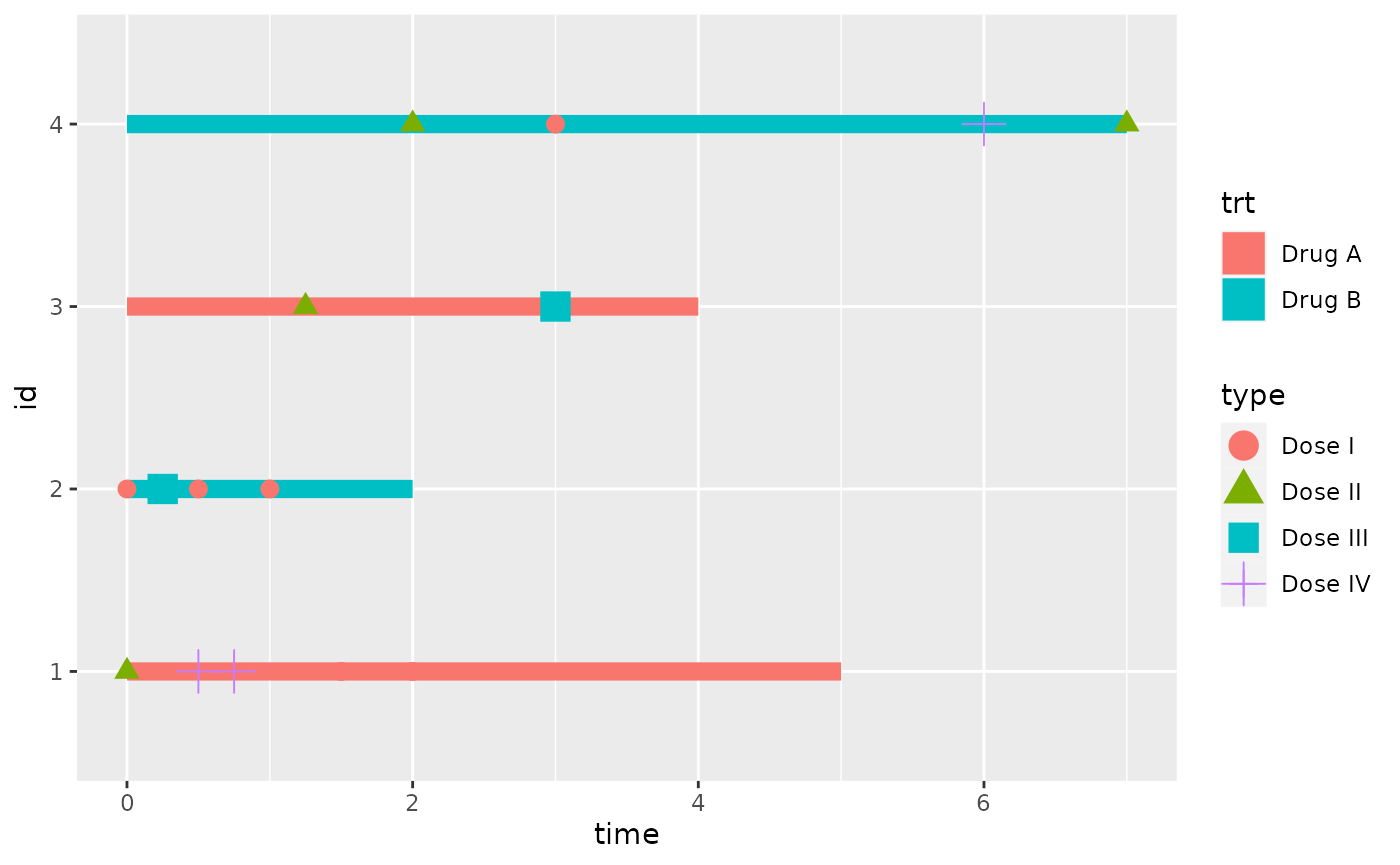 4
3
2
1
id
0 2 4 6
time
trt
Drug A
Drug B
type
Dose I
Dose II
Dose III
Dose IV